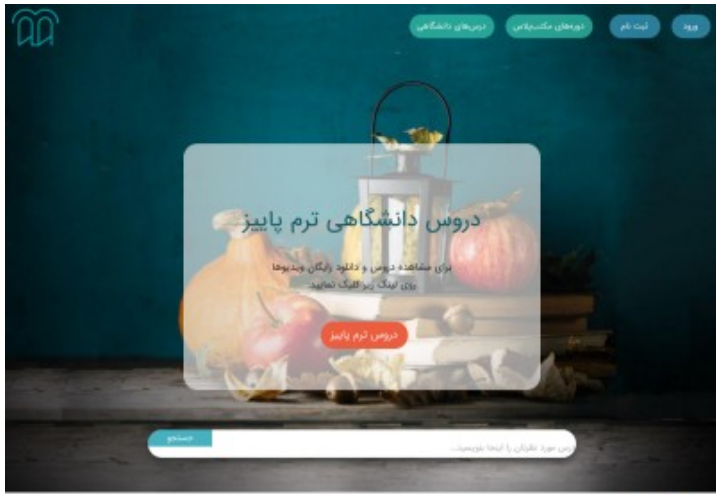 ورود
ثبت نام
دوره‌های مکتب‌پلاس
درس‌های دانشگاهی
دروس دانشگاهی ترم پاییز
برای مشاهده دروس و دانلود رایگان ویدیوها
روی لینک زیر کلیک نمایید.
دروس ترم پاییز
درس مورد نظرتان را اینجا بنویسید...
جستجو